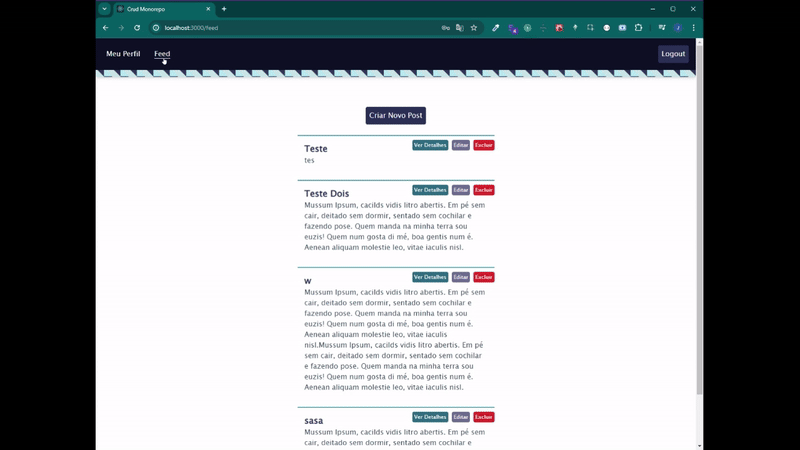 Crud Monorepo
localhost:3000/feed
Meu Perfil
Feed
Logout
Criar Novo Post
Teste
Ver Detalhes
Editar
Excluir
tes
Teste Dois
Ver Detalhes
Editar
Excluir
Mussum Ipsum, cacilds vidis litro abertis. Em pé sem
cair, deitado sem dormir, sentado sem cochilar e
fazendo pose. Quem manda na minha terra sou
euzis! Quem num gosta di mé, boa gentis num é.
Aenean aliquam molestie leo, vitae iaculis nisl.
w
Ver Detalhes
Editar
Excluir
Mussum Ipsum, cacilds vidis litro abertis. Em pé sem
cair, deitado sem dormir, sentado sem cochilar e
fazendo pose. Quem manda na minha terra sou
euzis! Quem num gosta di mé, boa gentis num é.
Aenean aliquam molestie leo, vitae iaculis
nisl.Mussum Ipsum, cacilds vidis litro abertis. Em pé
sem cair, deitado sem dormir, sentado sem cochilar
e fazendo pose. Quem manda na minha terra sou
euzis! Quem num gosta di mé, boa gentis num é.
Aenean aliquam molestie leo, vitae iaculis nisl.
sasa
Ver Detalhes
Editar
Excluir
Mussum Ipsum, cacilds vidis litro abertis. Em pé sem
cair, deitado sem dormir, sentado sem cochilar e